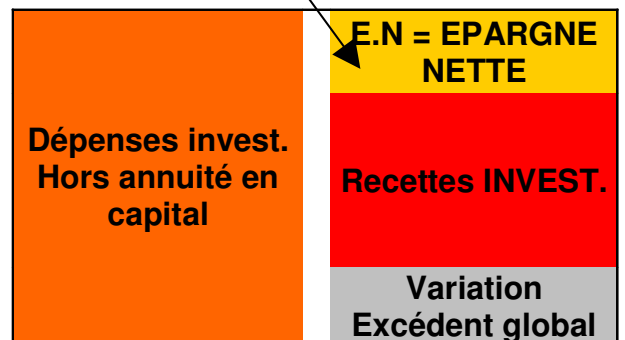 Dépenses invest.
Hors annuité en
capital
E.N = EPARGNE
NETTE
Recettes INVEST.
Variation
Excédent global